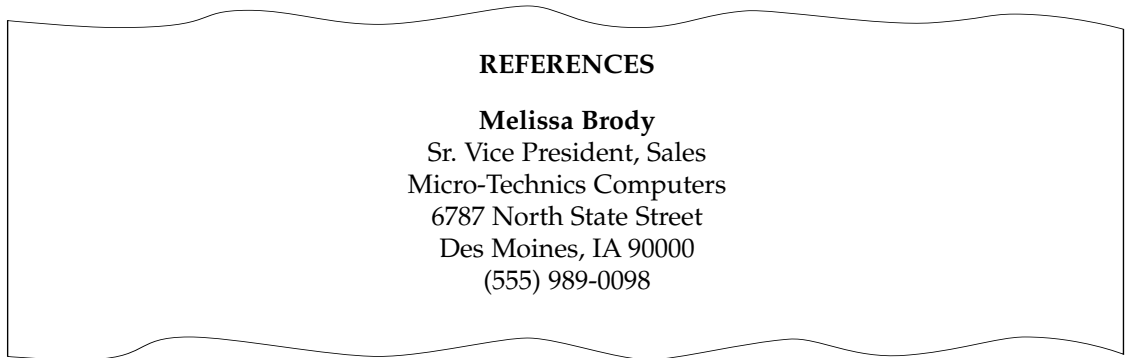 REFERENCES
Melissa Brody
Sr. Vice President, Sales
Micro-Technics Computers
6787 North State Street
Des Moines, IA 90000
(555) 989-0098